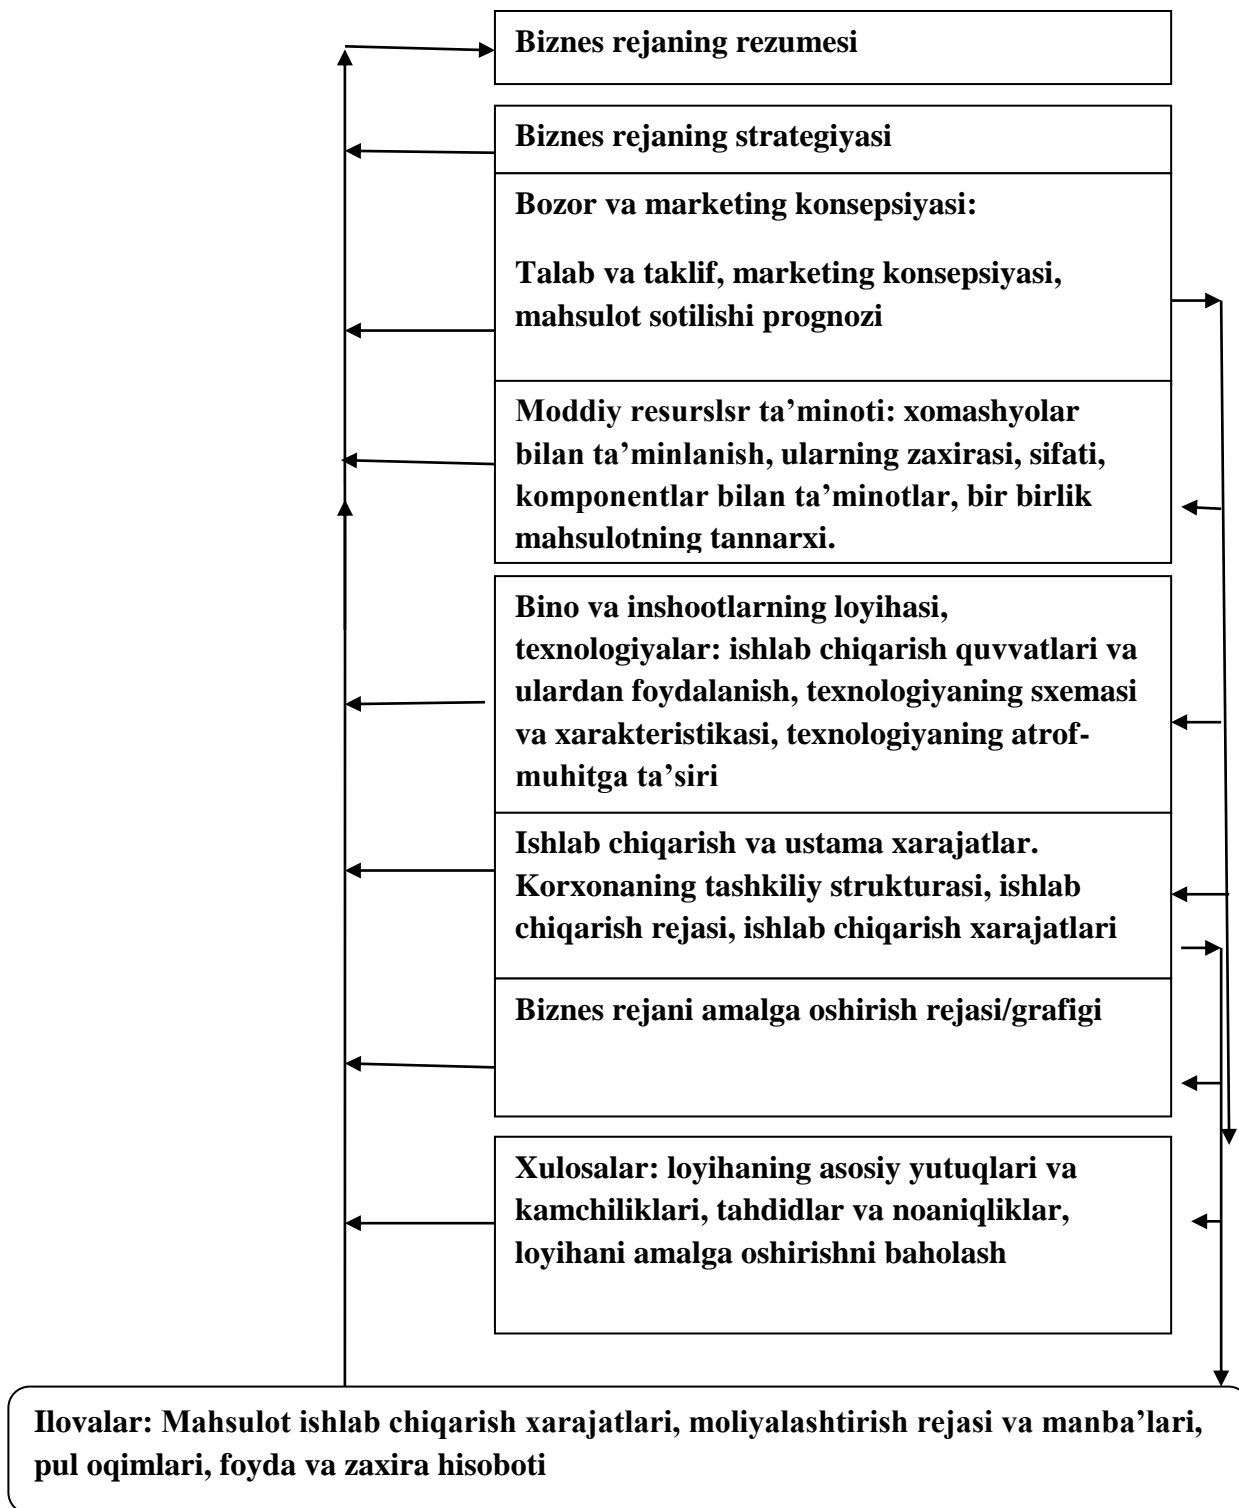 Biznes rejaning rezumesi
Biznes rejaning strategiyasi
Bozor va marketing konsepsiyasi:
Talab va taklif, marketing konsepsiyasi,
mahsulot sotilishi prognozi
Moddiy resurslsr ta’minoti: xomashyolar
bilan ta’minlanish, ularning zaxirasi, sifati,
komponentlar bilan ta’minotlar, bir birlik
mahsulotning tannarxi.
Bino va inshootlarning loyihasi,
texnologiyalar: ishlab chiqarish quvvatlari va
ulardan foydalanish, texnologiyaning sxemasi
va xarakteristikasi, texnologiyaning atrof-
muhitga ta’siri
Ishlab chiqarish va ustama xarajatlar.
Korxonaning tashkiliy strukturasi, ishlab
chiqarish rejasi, ishlab chiqarish xarajatlari
Biznes rejani amalga oshirish rejasi/grafigi
Xulosalar: loyihaning asosiy yutuqlari va
kamchiliklari, tahdidlar va noaniqliklar,
loyihani amalga oshirishni baholash
Ilovalar: Mahsulot ishlab chiqarish xarajatlari, moliyalashtirish rejasi va manba’lari,
pul oqimlari, foyda va zaxira hisoboti